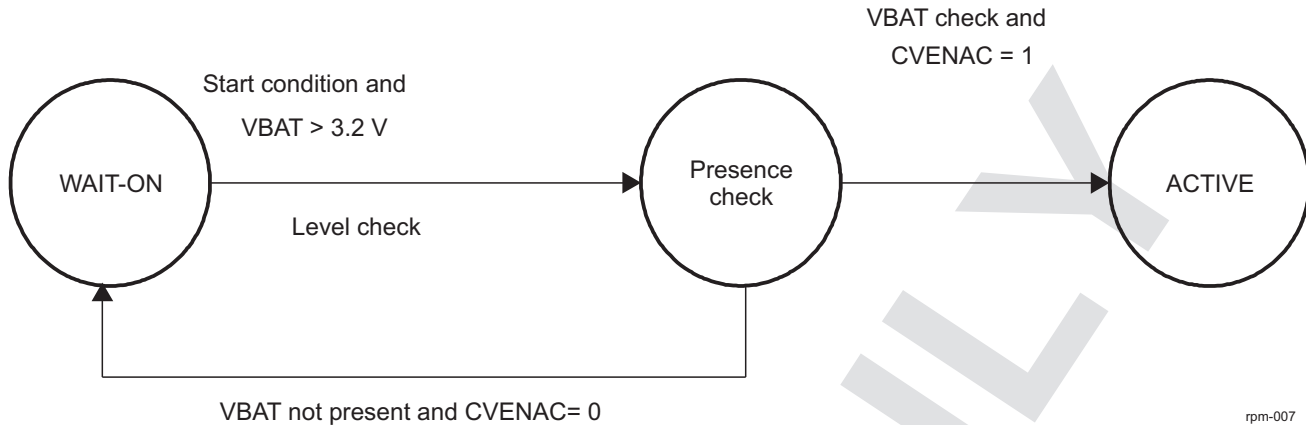 VBAT check and
CVENAC = 1
Start condition and
VBAT > 3.2 V
WAIT-ON
Presence
check
ACTIVE
Level check
VBAT not present and CVENAC= 0
rpm-007